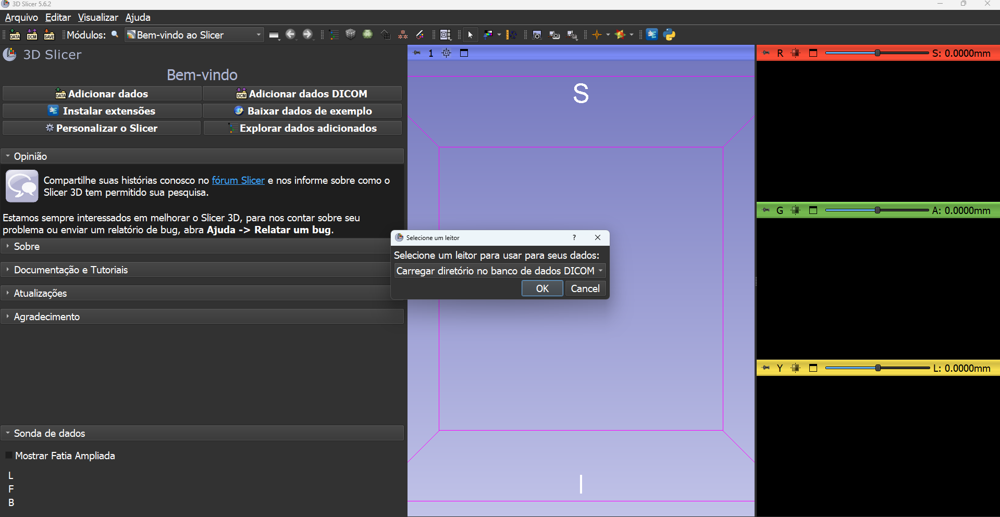 3D Slicer 5.6.2
Arquivo Editar Visualizar Ajuda
DATA DCM SAVE Módulos: Bem-vindo ao Slicer
3D Slicer
Bem-vindo
DATA Adicionar dados
DCM Adicionar dados DICOM
Instalar extensões
Baixar dados de exemplo
Personalizar o Slicer
Explorar dados adicionados
Opinião
Compartilhe suas histórias conosco no fórum Slicer e nos informe sobre como o
Slicer 3D tem permitido sua pesquisa.
Estamos sempre interessados em melhorar o Slicer 3D, para nos contar sobre seu
problema ou enviar um relatório de bug, abra Ajuda -> Relatar um bug.
Sobre
Documentação e Tutoriais
Atualizações
Agradecimento
Sonda de dados
Mostrar Fatia Ampliada
L
F
B
1
S
I
Selecione um leitor ?
Selecione um leitor para usar para seus dados:
Carregar diretório no banco de dados DICOM
OK Cancel
R S: 0.0000mm
G A: 0.0000mm
Y L: 0.0000mm